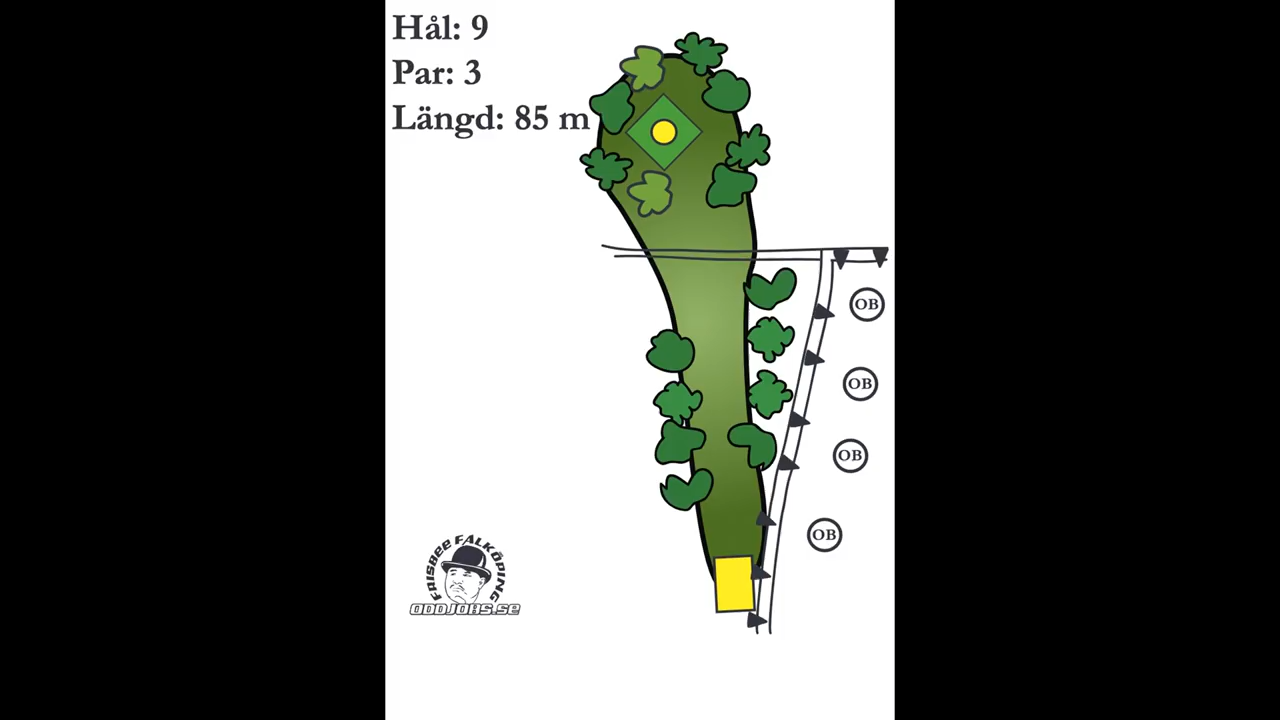 Hål: 9
Par: 3
Längd: 85 m
OB
OB
OB
OB
FRISBEE FALKÖPING
ODDJOBS.SE